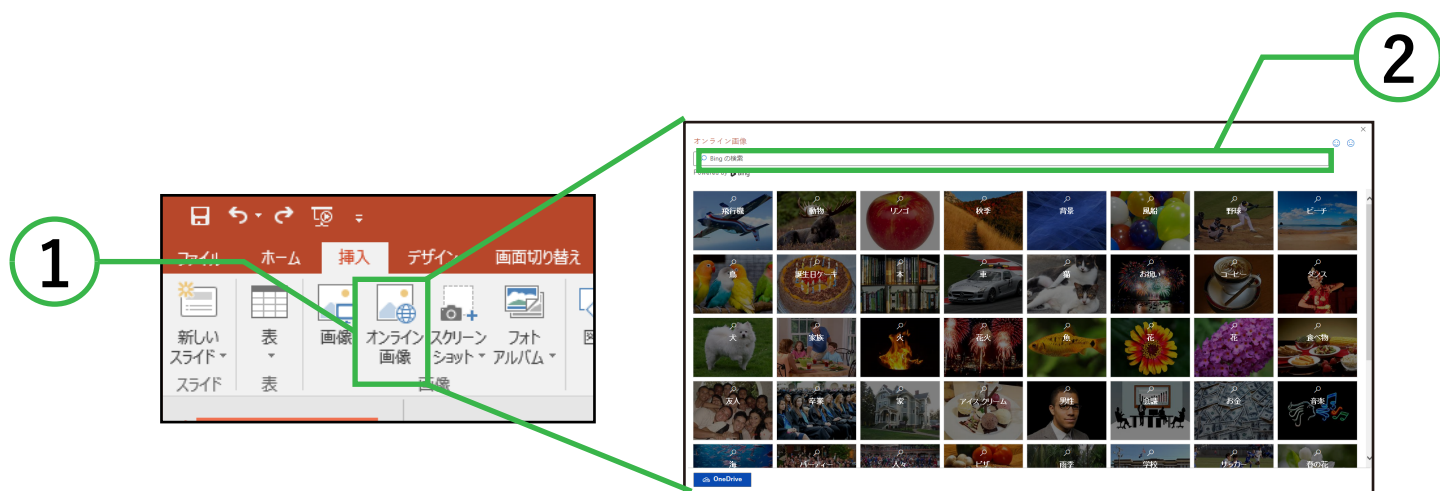 2
オンライン画像
Bing の検索
Powered by Bing
1
ファイル ホーム 挿入 デザイン 画面切り替え
新しい
スライド
表
画像
オンライン
画像
スクリーン
ショット
フォト
アルバム
図
スライド 表 画像
飛行機 動物 リンゴ 秋季 背景 風船 野球 ビーチ
鳥 誕生日ケーキ 本 車 猫 お祝い コーヒー ダンス
犬 家族 火 花火 魚 花 花 食べ物
友人 卒業 家 アイスクリーム 男性 会議 お金 音楽
海 パーティー 人々 ピザ 雨季 学校 サッカー 春の花
OneDrive